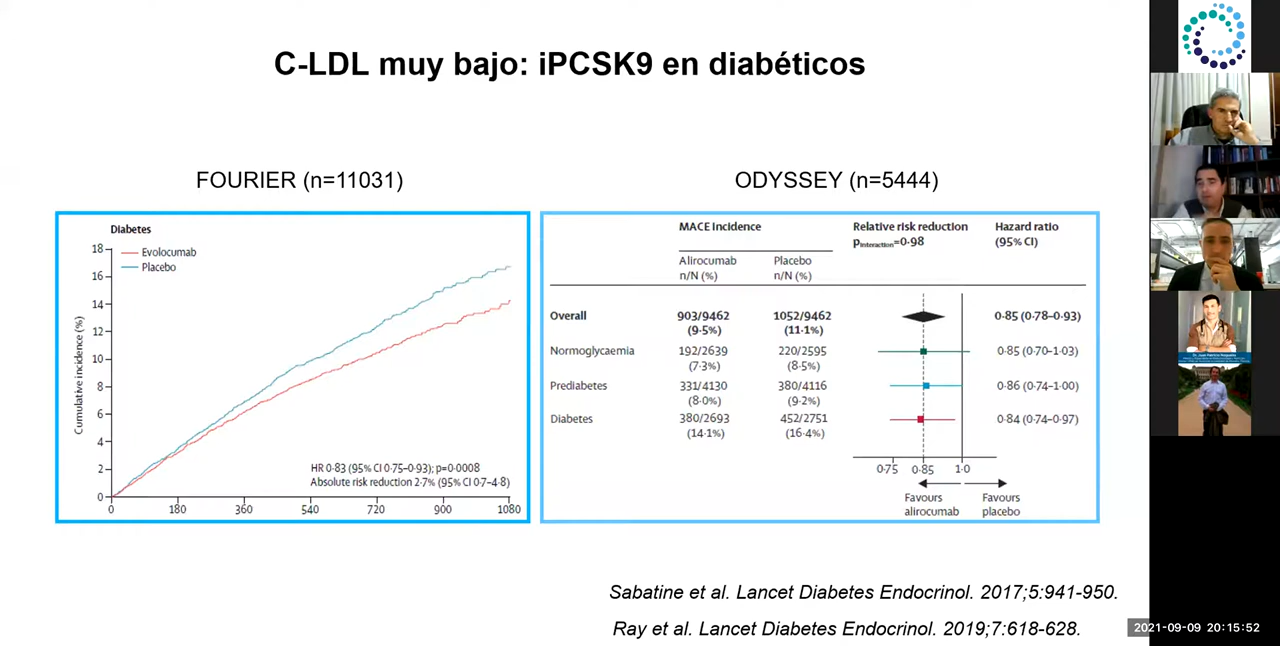 C-LDL muy bajo: iPCSK9 en diabéticos
FOURIER (n=11031)
ODYSSEY (n=5444)
Diabetes
Evolocumab
Placebo
Cumulative incidence (%)
18
16
14
12
10
8
6
4
2
0
HR 0·83 (95% CI 0·75–0·93); p=0·0008
Absolute risk reduction 2·7% (95% CI 0·7–4·8)
0 180 360 540 720 900 1080
MACE Incidence
Relative risk reduction
Pinteraction=0·98
Hazard ratio
(95% CI)
Alirocumab
n/N (%)
Placebo
n/N (%)
Overall 903/9462 1052/9462 0·85 (0·78–0·93)
(9·5%) (11·1%)
Normoglycaemia 192/2639 220/2595 0·85 (0·70–1·03)
(7·3%) (8·5%)
Prediabetes 331/4130 380/4116 0·86 (0·74–1·00)
(8·0%) (9·2%)
Diabetes 380/2693 452/2751 0·84 (0·74–0·97)
(14·1%) (16·4%)
0·75 0·85 1·0
Favours
alirocumab
Favours
placebo
Sabatine et al. Lancet Diabetes Endocrinol. 2017;5:941-950.
Ray et al. Lancet Diabetes Endocrinol. 2019;7:618-628.
2021-09-09 20:15:52